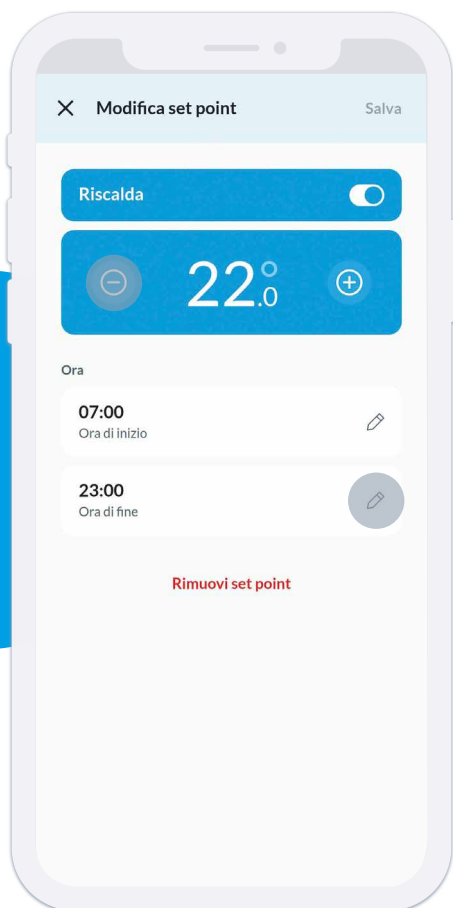 Modifica set point
Salva
Riscalda
22.0°
Ora
07:00
Ora di inizio
23:00
Ora di fine
Rimuovi set point